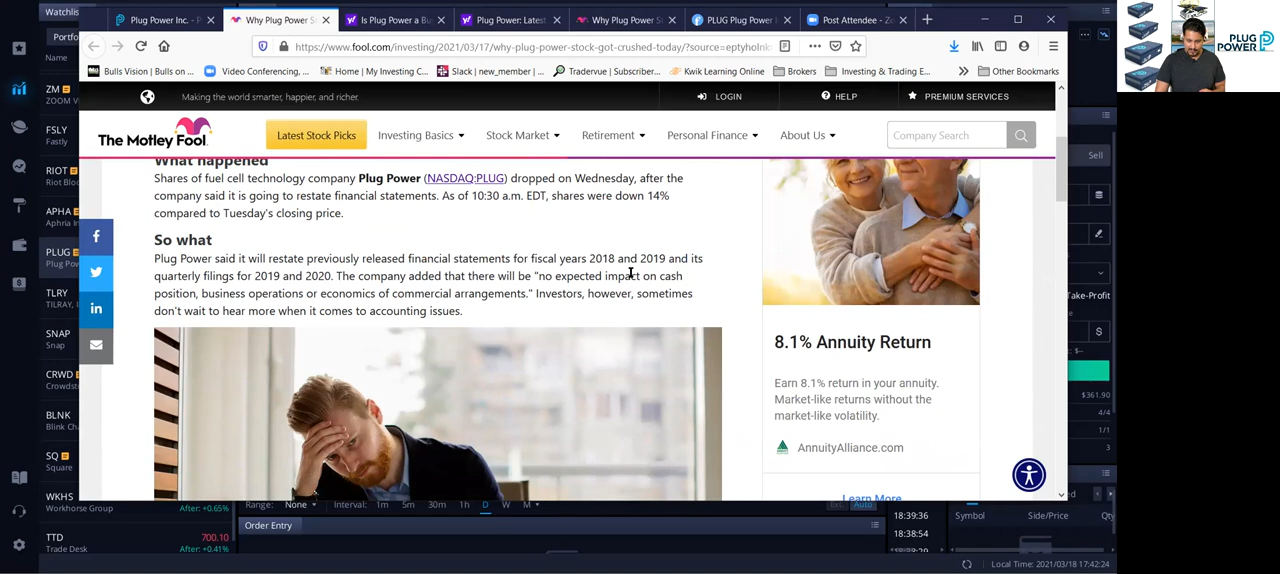 Watchlis
Plug Power Inc. - P
Why Plug Power S
Is Plug Power a Bu
Plug Power: Latest
Why Plug Power S
PLUG Plug Power I
Post Attendee - Zo
https://www.fool.com/investing/2021/03/17/why-plug-power-stock-got-crushed-today/?source=eptyholnk
Bulls Vision | Bulls on ...
Video Conferencing, ...
Home | My Investing C...
Slack | new_member | ...
Tradervue | Subscriber...
Kwik Learning Online
Brokers
Investing & Trading E...
Other Bookmarks
PLUG
POWER
Portfo
Name
ZM
ZOOM V
FSLY
Fastly
RIOT
Riot Bloc
APHA
Aphria In
PLUG
Plug Pow
TLRY
TILRAY, I
SNAP
Snap
CRWD
Crowdst
BLNK
Blink Cha
SQ
Square
WKHS
Workhorse Group
After: +0.65%
TTD
700.10
Trade Desk
After: +0.41%
Making the world smarter, happier, and richer.
LOGIN
HELP
PREMIUM SERVICES
The Motley Fool
Latest Stock Picks
Investing Basics
Stock Market
Retirement
Personal Finance
About Us
Company Search
What happened
Shares of fuel cell technology company Plug Power (NASDAQ:PLUG) dropped on Wednesday, after the
company said it is going to restate financial statements. As of 10:30 a.m. EDT, shares were down 14%
compared to Tuesday's closing price.
So what
Plug Power said it will restate previously released financial statements for fiscal years 2018 and 2019 and its
quarterly filings for 2019 and 2020. The company added that there will be "no expected impact on cash
position, business operations or economics of commercial arrangements." Investors, however, sometimes
don't wait to hear more when it comes to accounting issues.
8.1% Annuity Return
Earn 8.1% return in your annuity.
Market-like returns without the
market-like volatility.
AnnuityAlliance.com
Learn More
Sell
Take-Profit
$
$361.90
4/4
1/1
3
Range:
None
Interval:
1m
5m
30m
1h
D
W
M
Ext
Auto
Order Entry
18:39:36
18:38:54
Symbol
Side/Price
Qty
Local Time: 2021/03/18 17:42:24